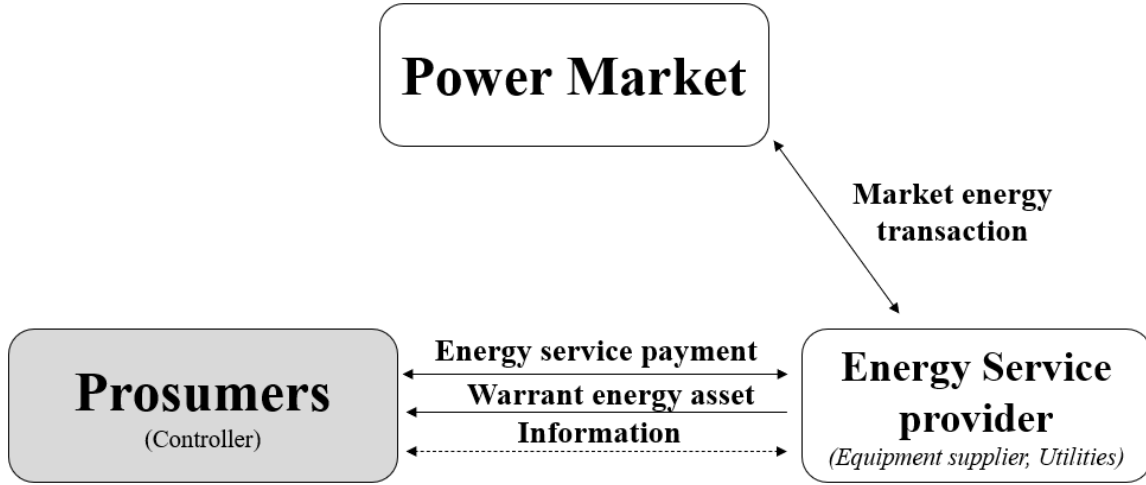 Power Market
Market energy
transaction
Prosumers
(Controller)
Energy service payment
Warrant energy asset
Information
Energy Service
provider
(Equipment supplier, Utilities)